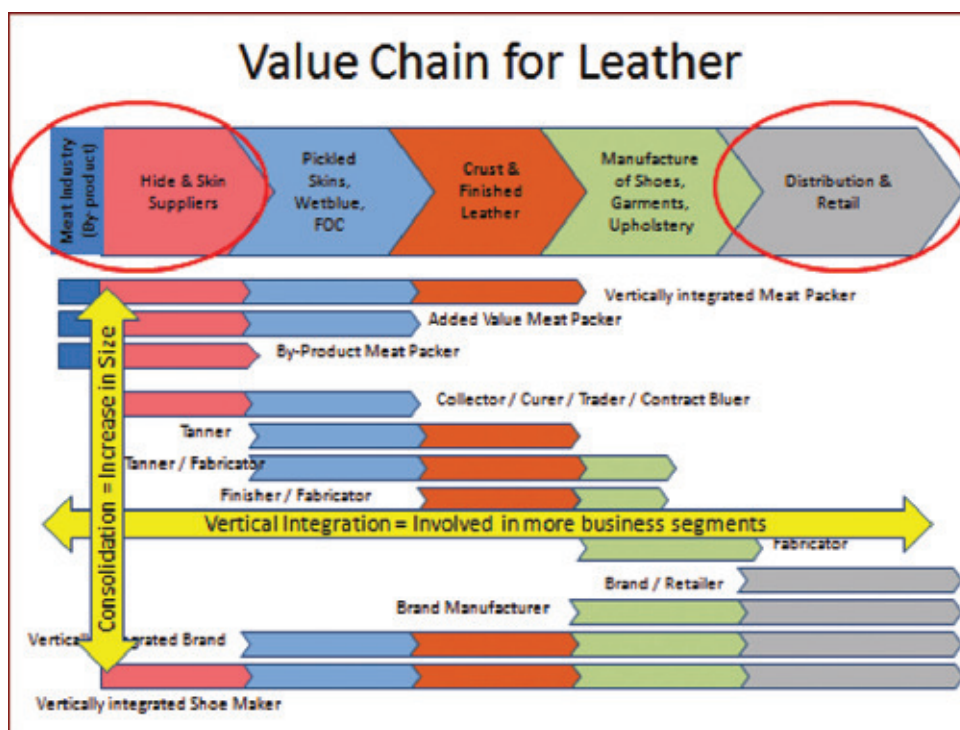 Value Chain for Leather
Meat Industry
(By-product)
Hide & Skin
Suppliers
Pickled
Skins,
Wetblue,
FOC
Crust &
Finished
Leather
Manufacture
of Shoes,
Garments,
Upholstery
Distribution &
Retail
Vertically integrated Meat Packer
Added Value Meat Packer
By-Product Meat Packer
Collector / Curer / Trader / Contract Bluer
Tanner
Tanner / Fabricator
Finisher / Fabricator
Vertical Integration = Involved in more business segments
Consolidation = Increase in Size
Fabricator
Brand / Retailer
Brand Manufacturer
Vertically integrated Brand
Vertically integrated Shoe Maker